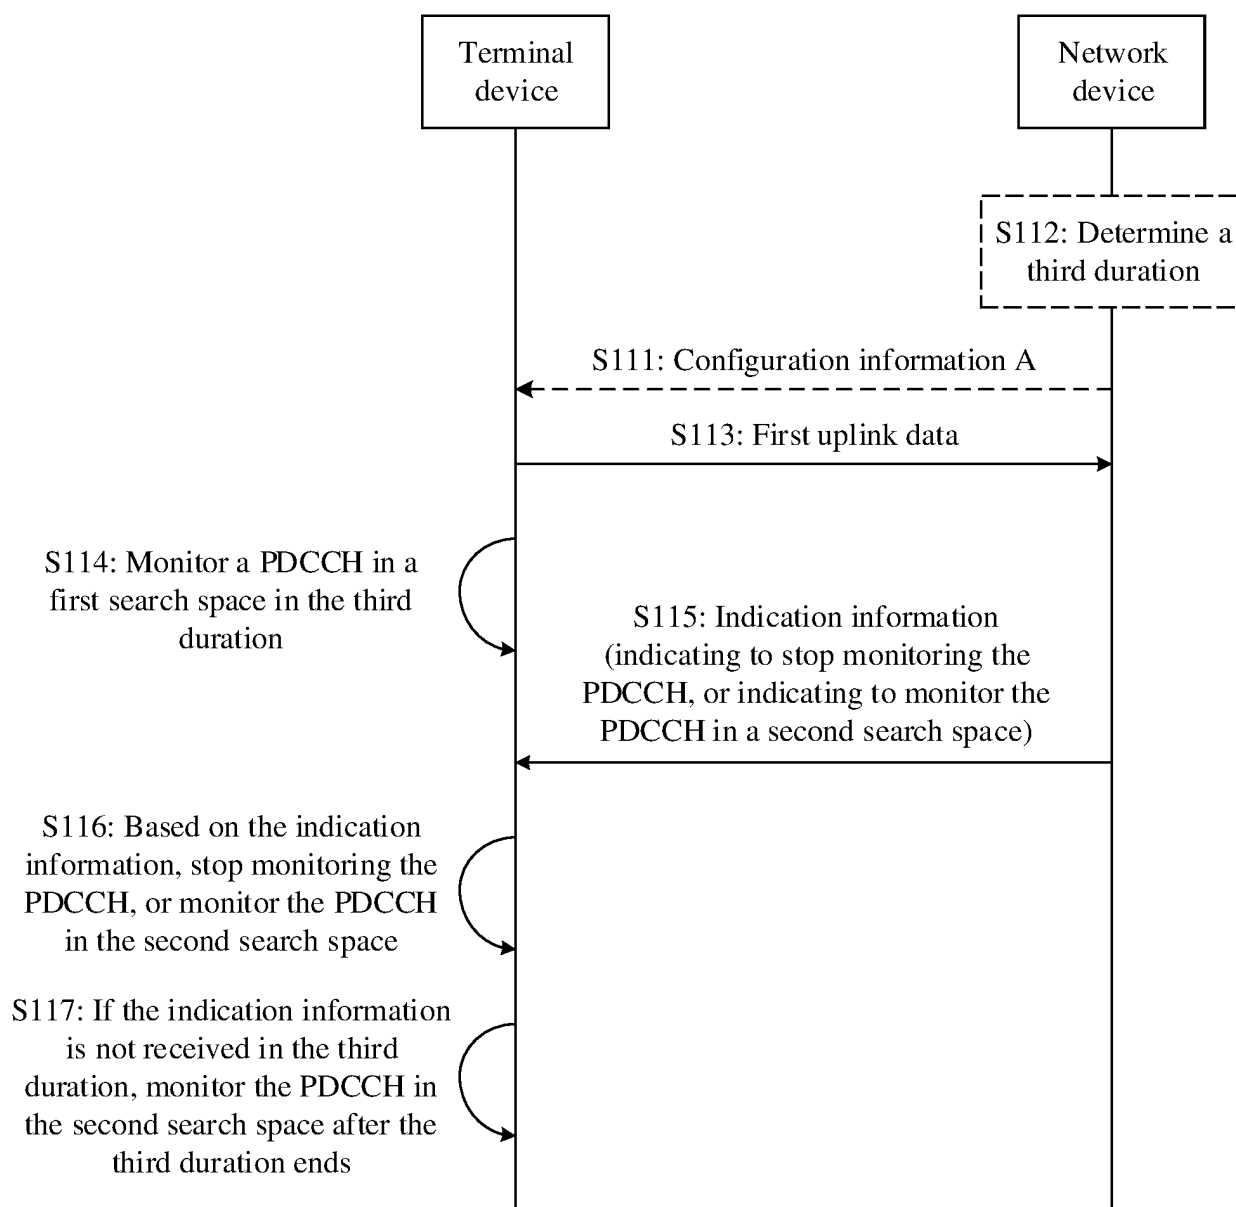 Terminal
device
Network
device
S112: Determine a
third duration
S111: Configuration information A
S113: First uplink data
S114: Monitor a PDCCH in a
first search space in the third
duration
S115: Indication information
(indicating to stop monitoring the
PDCCH, or indicating to monitor the
PDCCH in a second search space)
S116: Based on the indication
information, stop monitoring the
PDCCH, or monitor the PDCCH
in the second search space
S117: If the indication information
is not received in the third
duration, monitor the PDCCH in
the second search space after the
third duration ends